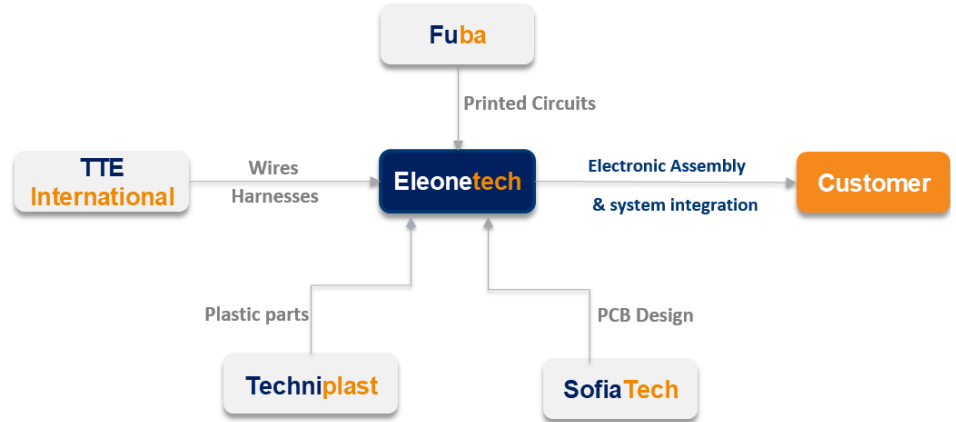 Fuba
Printed Circuits
TTE
International
Wires
Harnesses
Eleonetech
Electronic Assembly
& system integration
Customer
Plastic parts
PCB Design
Techniplast
SofiaTech